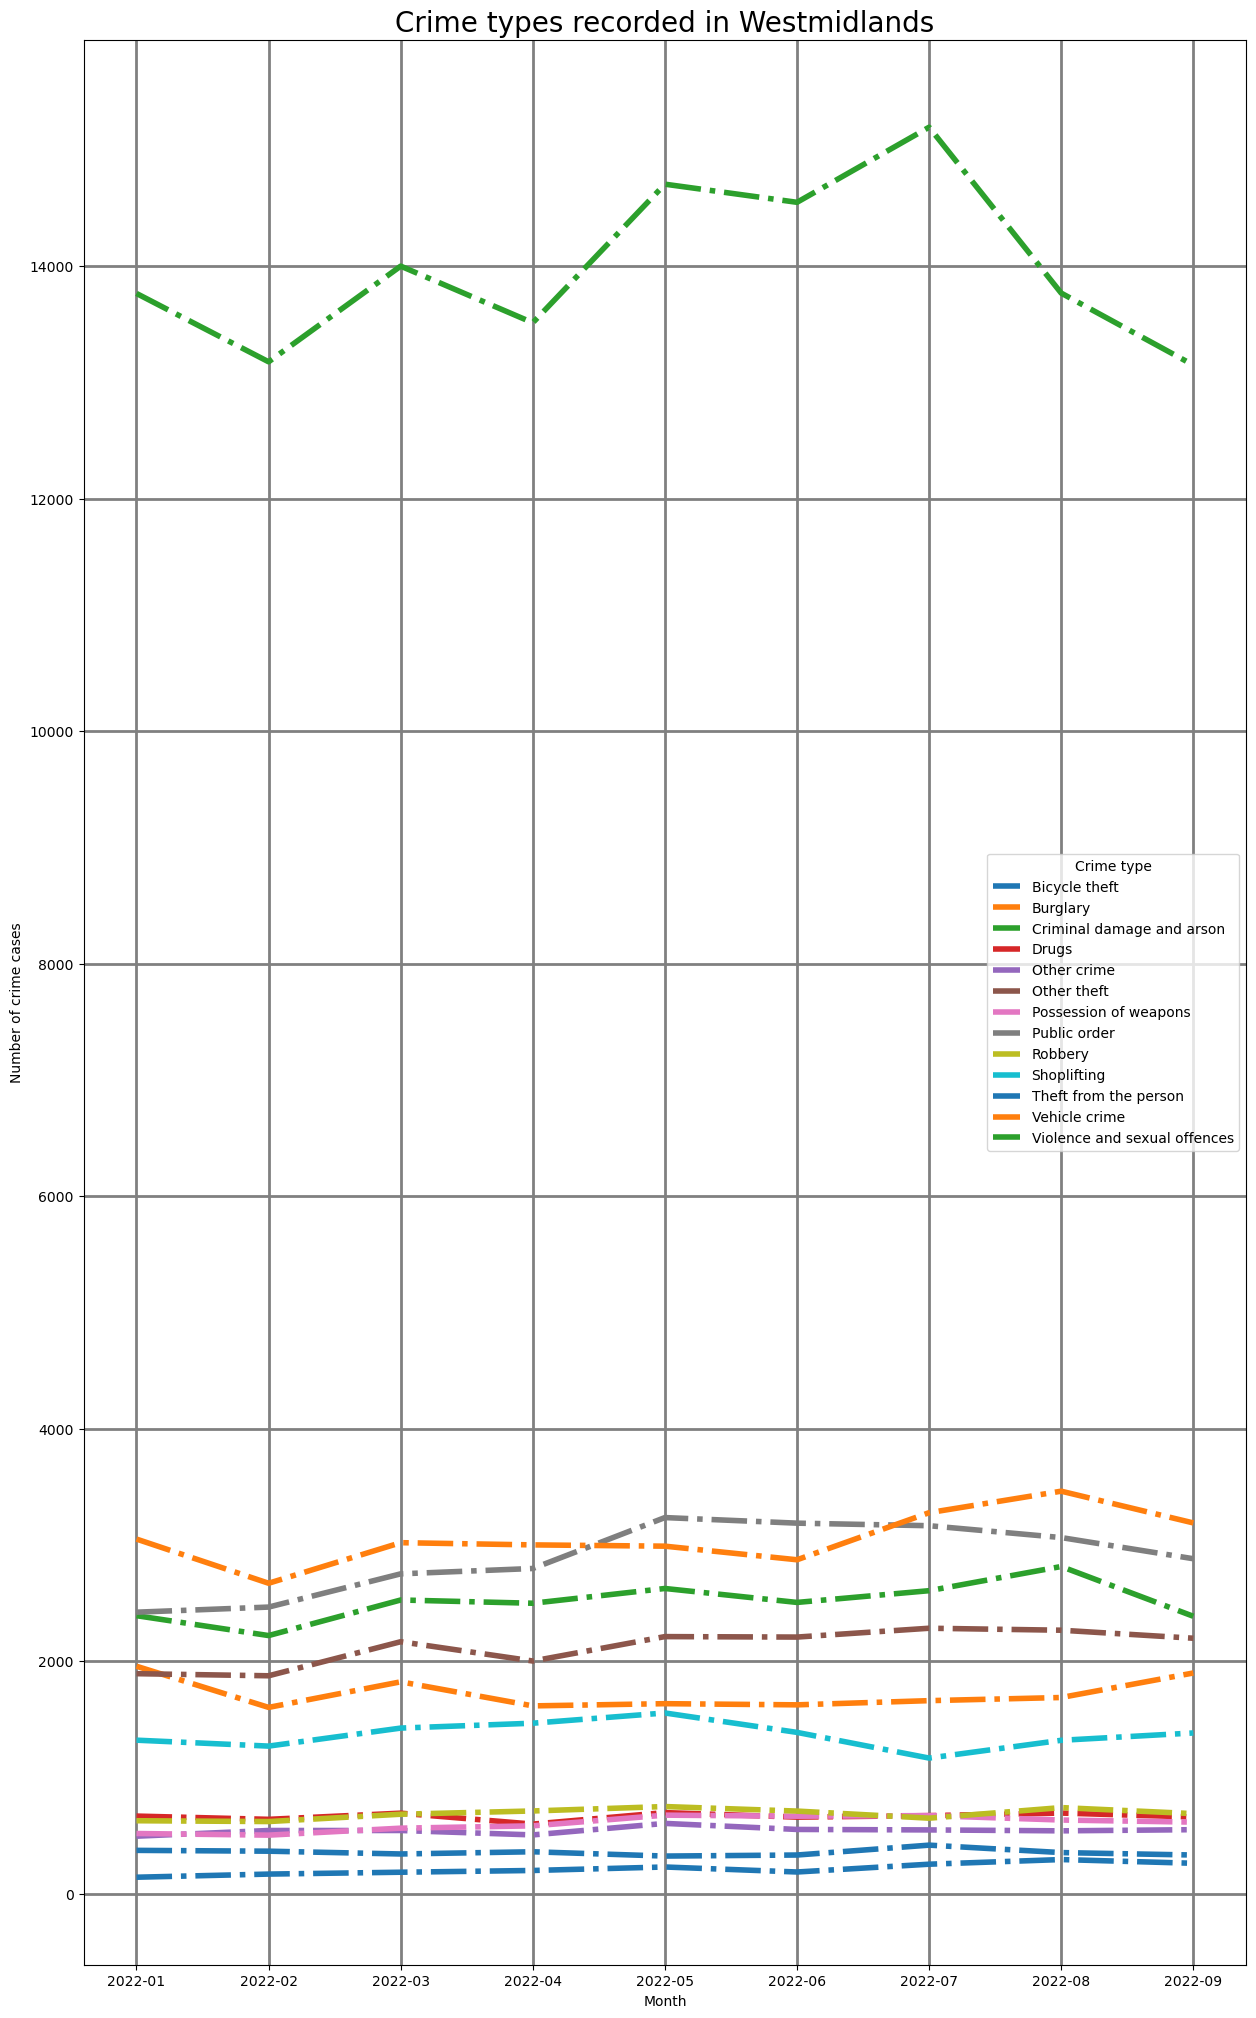 Crime types recorded in Westmidlands
14000
12000
10000
8000
6000
4000
2000
0
Number of crime cases
Crime type
Bicycle theft
Burglary
Criminal damage and arson
Drugs
Other crime
Other theft
Possession of weapons
Public order
Robbery
Shoplifting
Theft from the person
Vehicle crime
Violence and sexual offences
2022-01 2022-02 2022-03 2022-04 2022-05 2022-06 2022-07 2022-08 2022-09
Month